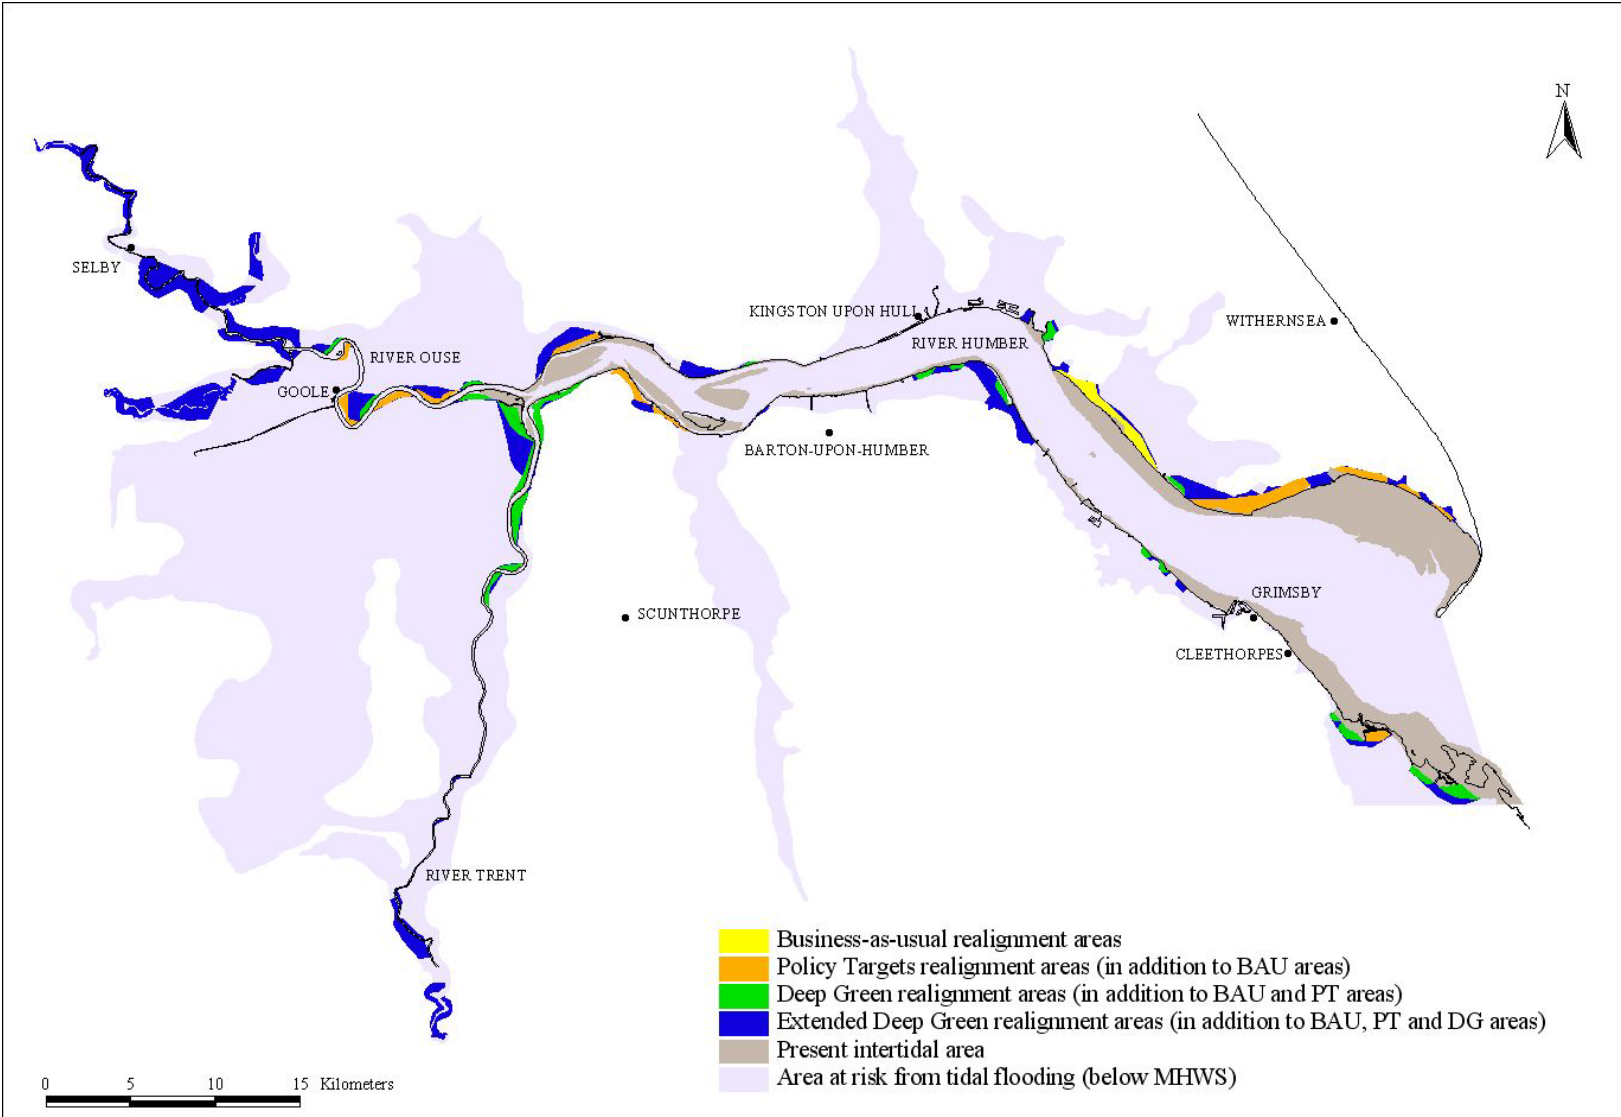 N
SELBY
KINGSTON UPON HULL
WITHERNSEA
RIVER HUMBER
RIVER OUSE
GOOLE
BARTON-UPON-HUMBER
GRIMSBY
SCUNTHORPE
CLEETHORPES
RIVER TRENT
Business-as-usual realignment areas
Policy Targets realignment areas (in addition to BAU areas)
Deep Green realignment areas (in addition to BAU and PT areas)
Extended Deep Green realignment areas (in addition to BAU, PT and DG areas)
Present intertidal area
Area at risk from tidal flooding (below MHWS)
0 5 10 15 Kilometers